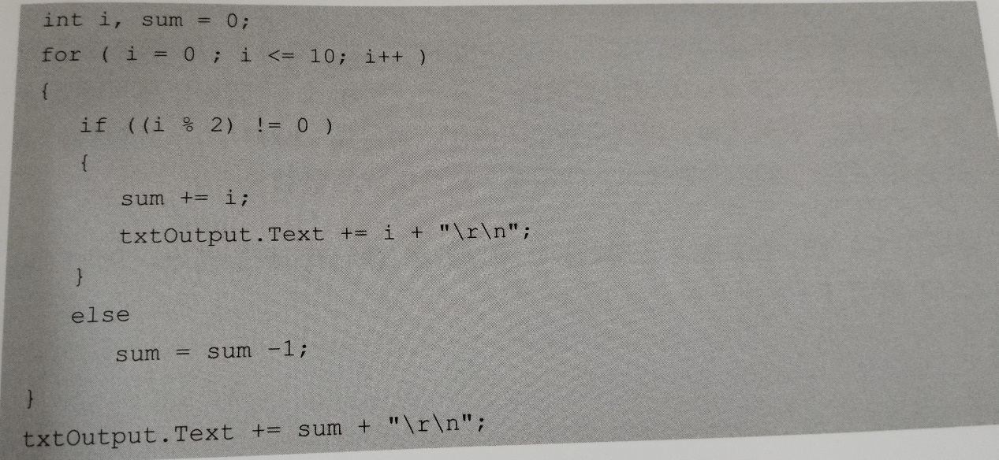 int i, sum = 0;
for ( i = 0 ; i <= 10; i++ )
{
if ((i % 2) != 0 )
{
sum += i;
txtOutput.Text += i + "\r\n";
}
else
sum = sum -1;
}
txtOutput.Text += sum + "\r\n";